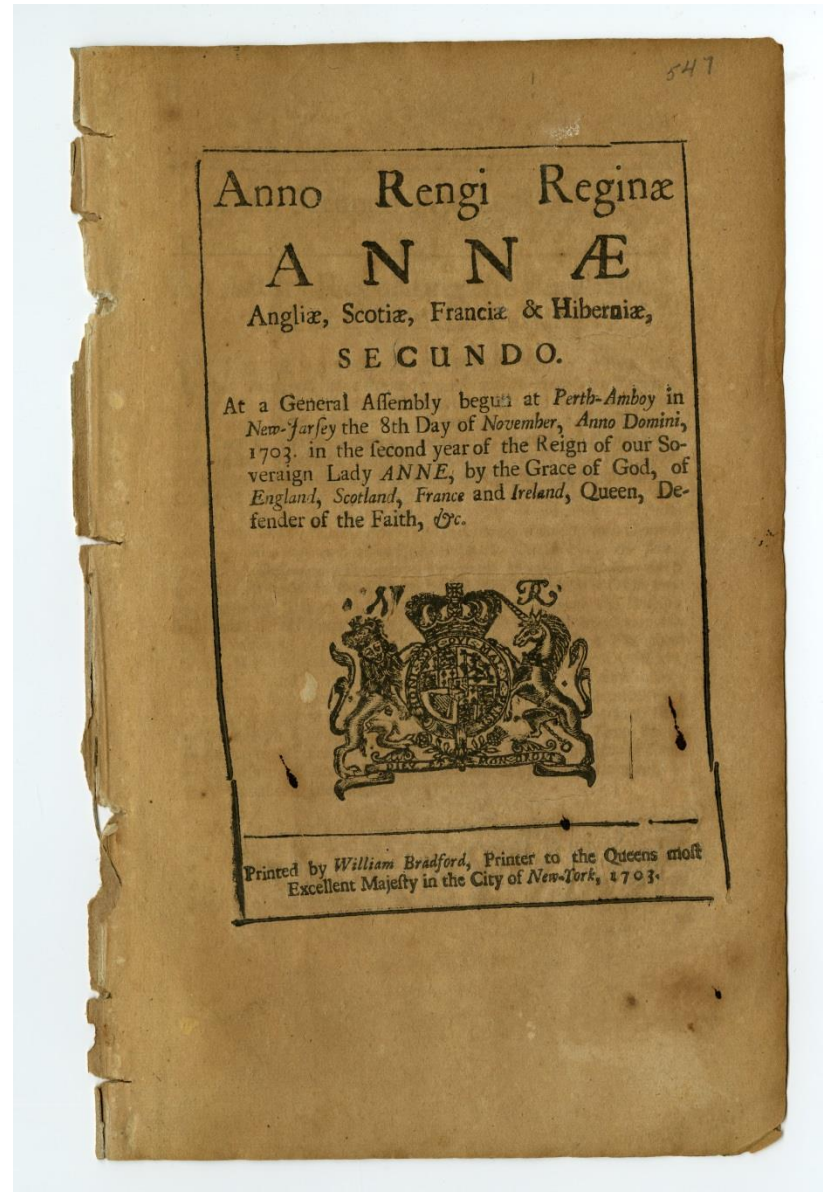 547
Anno Rengi Reginæ
ANNÆ
Angliæ, Scotiæ, Franciæ & Hiberniæ,
SECUNDO.
At a General Aſſembly begun at Perth-Amboy in
New-Jarſey the 8th Day of November, Anno Domini,
1703. in the ſecond year of the Reign of our So-
veraign Lady ANNE, by the Grace of God, of
England, Scotland, France and Ireland, Queen, De-
fender of the Faith, &c.
AR
DIEV MON DROIT
Printed by William Bradford, Printer to the Queens moſt
Excellent Majeſty in the City of New-York, 1703.